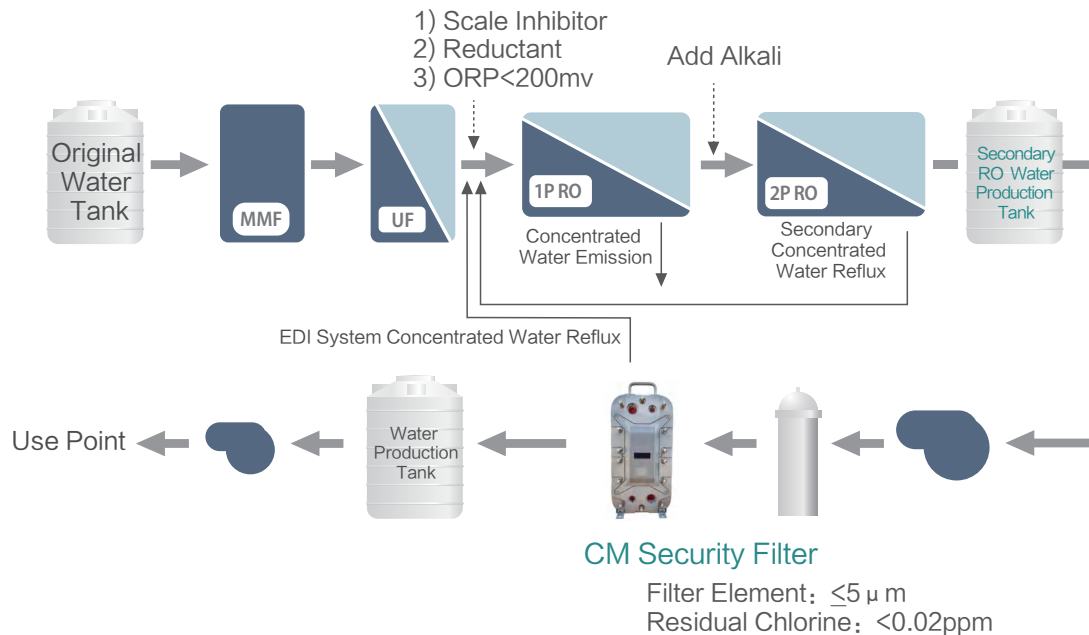 1) Scale Inhibitor
2) Reductant
3) ORP<200mv
Add Alkali
Original
Water
Tank
MMF
UF
1P RO
2P RO
Secondary
RO Water
Production
Tank
Concentrated
Water Emission
Secondary
Concentrated
Water Reflux
EDI System Concentrated Water Reflux
Use Point
Water
Production
Tank
CM Security Filter
Filter Element：≤5 μ m
Residual Chlorine：<0.02ppm